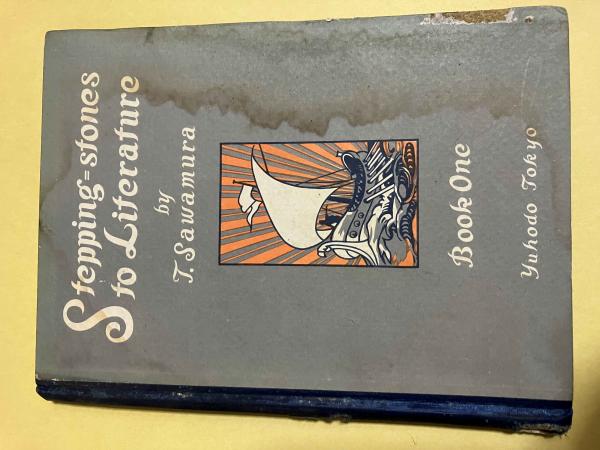 Stepping=stones
to Literature
by
T. Sawamura
Book One
Yuhodo Tokyo